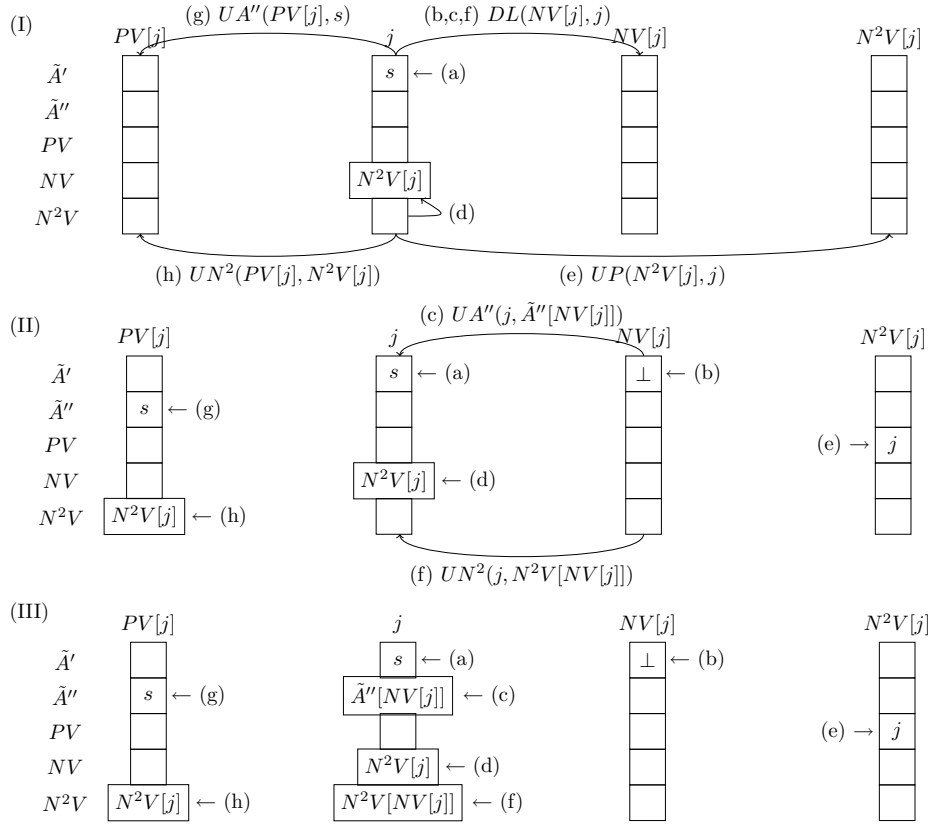 (I)
(g) UA''(PV[j], s) (b,c,f) DL(NV[j], j)
PV[j] j NV[j] N²V[j]
Ã' s ← (a)
Ã''
PV
NV N²V[j]
N²V (d)
(h) UN²(PV[j], N²V[j]) (e) UP(N²V[j], j)
(II)
(c) UA''(j, Ã''[NV[j]])
PV[j] j NV[j] N²V[j]
Ã' s ← (a) ⊥ ← (b)
Ã'' s ← (g)
PV (e) → j
NV N²V[j] ← (d)
N²V N²V[j] ← (h)
(f) UN²(j, N²V[NV[j]])
(III)
PV[j] j NV[j] N²V[j]
Ã' s ← (a) ⊥ ← (b)
Ã'' s ← (g) Ã''[NV[j]] ← (c)
PV (e) → j
NV N²V[j] ← (d)
N²V N²V[j] ← (h) N²V[NV[j]] ← (f)